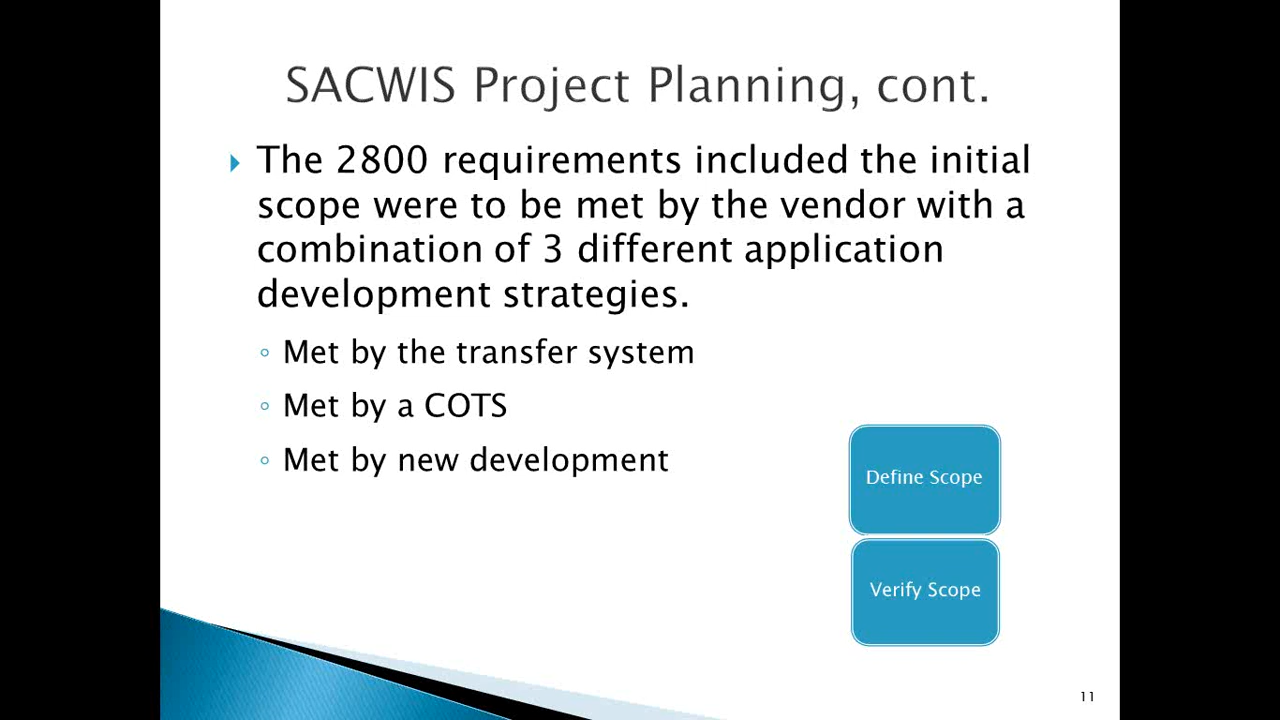 SACWIS Project Planning, cont.
The 2800 requirements included the initial
scope were to be met by the vendor with a
combination of 3 different application
development strategies.
Met by the transfer system
Met by a COTS
Met by new development
Define Scope
Verify Scope
11